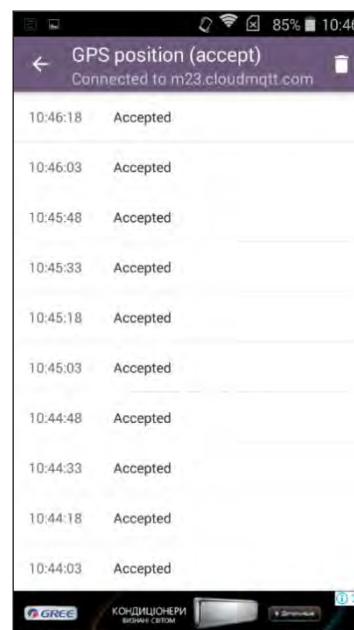 85% 10:46
GPS position (accept)
Connected to m23.cloudmqtt.com
10:46:18 Accepted
10:46:03 Accepted
10:45:48 Accepted
10:45:33 Accepted
10:45:18 Accepted
10:45:03 Accepted
10:44:48 Accepted
10:44:33 Accepted
10:44:18 Accepted
10:44:03 Accepted
GREE КОНДИЦІОНЕРИ
ВИЗНАНІ СВІТОМ